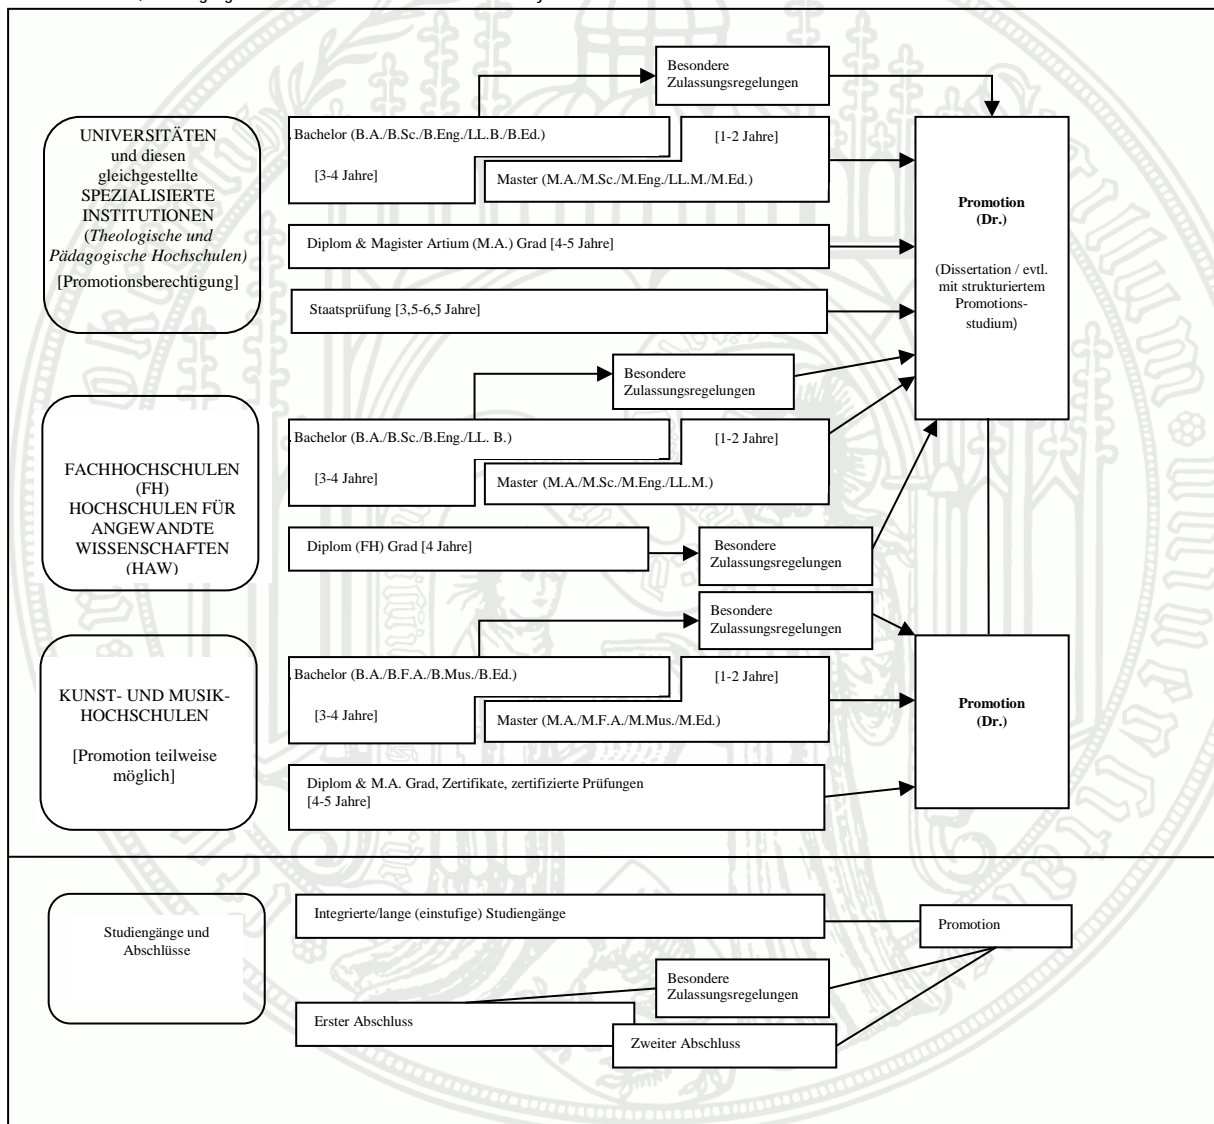 Besondere
Zulassungsregelungen
UNIVERSITÄTEN
und diesen
gleichgestellte
SPEZIALISIERTE
INSTITUTIONEN
(Theologische und
Pädagogische Hochschulen)
[Promotionsberechtigung]
Bachelor (B.A./B.Sc./B.Eng./LL.B./B.Ed.)
[1-2 Jahre]
[3-4 Jahre]
Master (M.A./M.Sc./M.Eng./LL.M./M.Ed.)
Diplom & Magister Artium (M.A.) Grad [4-5 Jahre]
Staatsprüfung [3,5-6,5 Jahre]
Promotion
(Dr.)
(Dissertation / evtl.
mit strukturiertem
Promotions-
studium)
Besondere
Zulassungsregelungen
FACHHOCHSCHULEN
(FH)
HOCHSCHULEN FÜR
ANGEWANDTE
WISSENSCHAFTEN
(HAW)
Bachelor (B.A./B.Sc./B.Eng./LL. B.)
[1-2 Jahre]
[3-4 Jahre]
Master (M.A./M.Sc./M.Eng./LL.M.)
Diplom (FH) Grad [4 Jahre]
Besondere
Zulassungsregelungen
Besondere
Zulassungsregelungen
KUNST- UND MUSIK-
HOCHSCHULEN
[Promotion teilweise
möglich]
Bachelor (B.A./B.F.A./B.Mus./B.Ed.)
[1-2 Jahre]
[3-4 Jahre]
Master (M.A./M.F.A./M.Mus./M.Ed.)
Diplom & M.A. Grad, Zertifikate, zertifizierte Prüfungen
[4-5 Jahre]
Promotion
(Dr.)
Studiengänge und
Abschlüsse
Integrierte/lange (einstufige) Studiengänge
Promotion
Besondere
Zulassungsregelungen
Erster Abschluss
Zweiter Abschluss